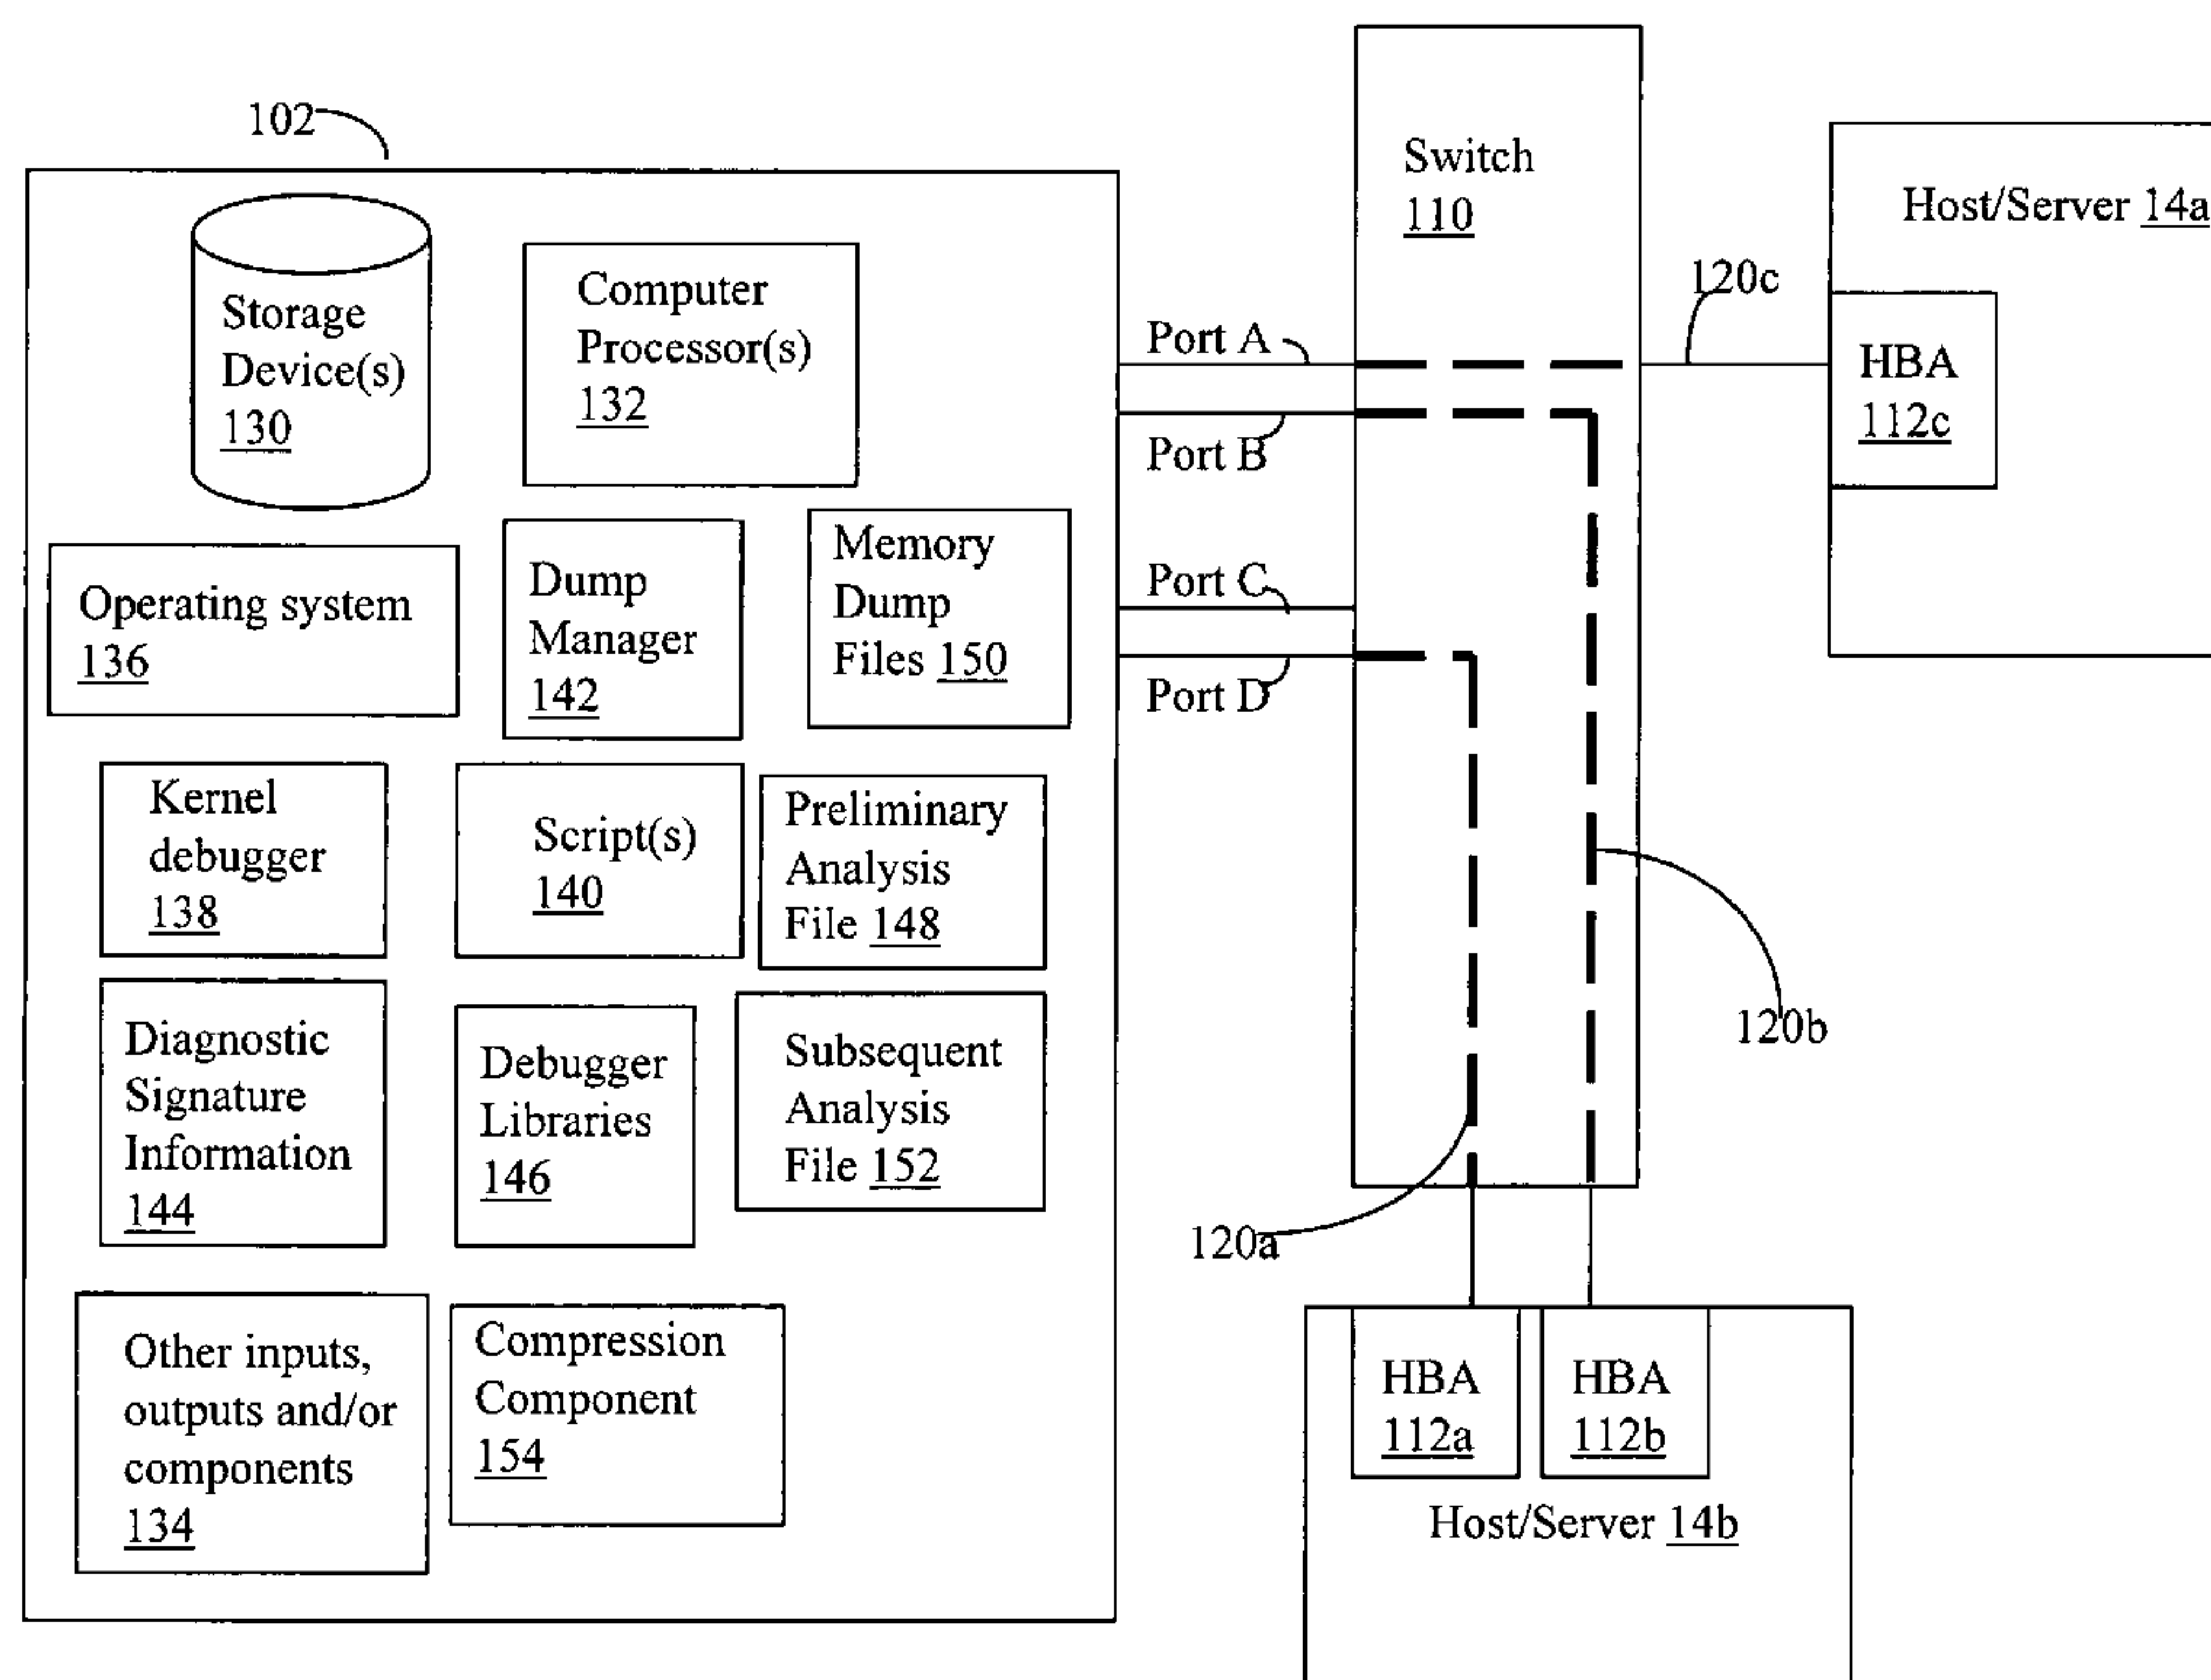 102
Storage
Device(s)
130
Computer
Processor(s)
132
Operating system
136
Dump
Manager
142
Memory
Dump
Files 150
Kernel
debugger
138
Script(s)
140
Preliminary
Analysis
File 148
Diagnostic
Signature
Information
144
Debugger
Libraries
146
Subsequent
Analysis
File 152
Other inputs,
outputs and/or
components
134
Compression
Component
154
Port A
Port B
Port C
Port D
Switch
110
120c
Host/Server 14a
HBA
112c
120b
120a
HBA
112a
HBA
112b
Host/Server 14b